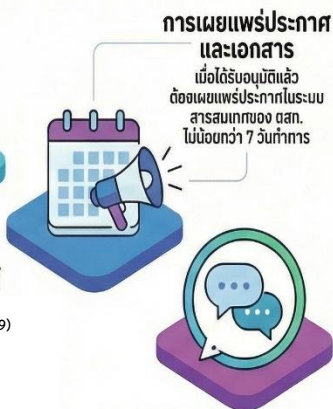 การเผยแพร่ประกาศ
และเอกสาร
เมื่อได้รับอนุมัติแล้ว
ต้องเผยแพร่ประกาศในระบบ
สารสนเทศของ ตสท.
ไม่น้อยกว่า 7 วันทำการ
9)